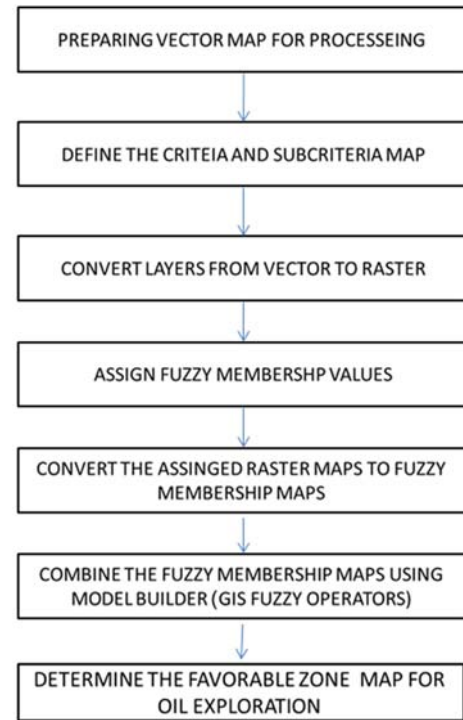 PREPARING VECTOR MAP FOR PROCESSEING
DEFINE THE CRITEIA AND SUBCRITERIA MAP
CONVERT LAYERS FROM VECTOR TO RASTER
ASSIGN FUZZY MEMBERSHP VALUES
CONVERT THE ASSINGED RASTER MAPS TO FUZZY
MEMBERSHIP MAPS
COMBINE THE FUZZY MEMBERSHIP MAPS USING
MODEL BUILDER (GIS FUZZY OPERATORS)
DETERMINE THE FAVORABLE ZONE MAP FOR
OIL EXPLORATION